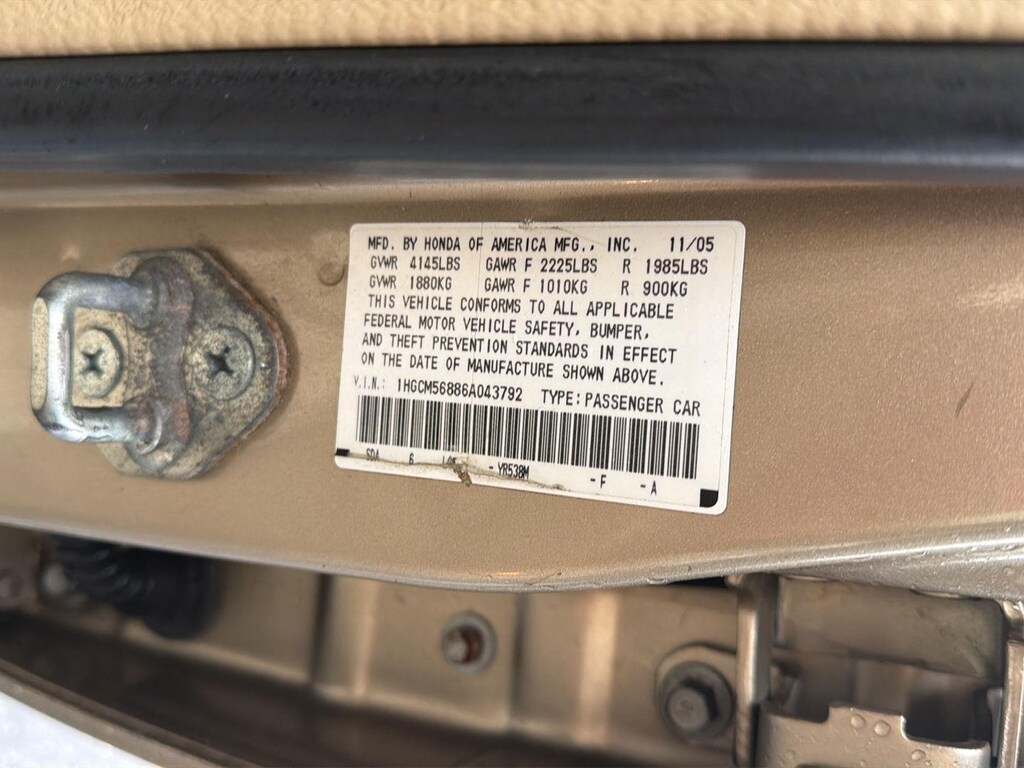 MFD. BY HONDA OF AMERICA MFG., INC. 11/05
GVWR 4145LBS GAWR F 2225LBS R 1985LBS
GVWR 1880KG GAWR F 1010KG R 900KG
THIS VEHICLE CONFORMS TO ALL APPLICABLE
FEDERAL MOTOR VEHICLE SAFETY, BUMPER,
AND THEFT PREVENTION STANDARDS IN EFFECT
ON THE DATE OF MANUFACTURE SHOWN ABOVE.
V.I.N.: 1HGCM56886A043792 TYPE: PASSENGER CAR
SDA 6 - YR538M - F - A